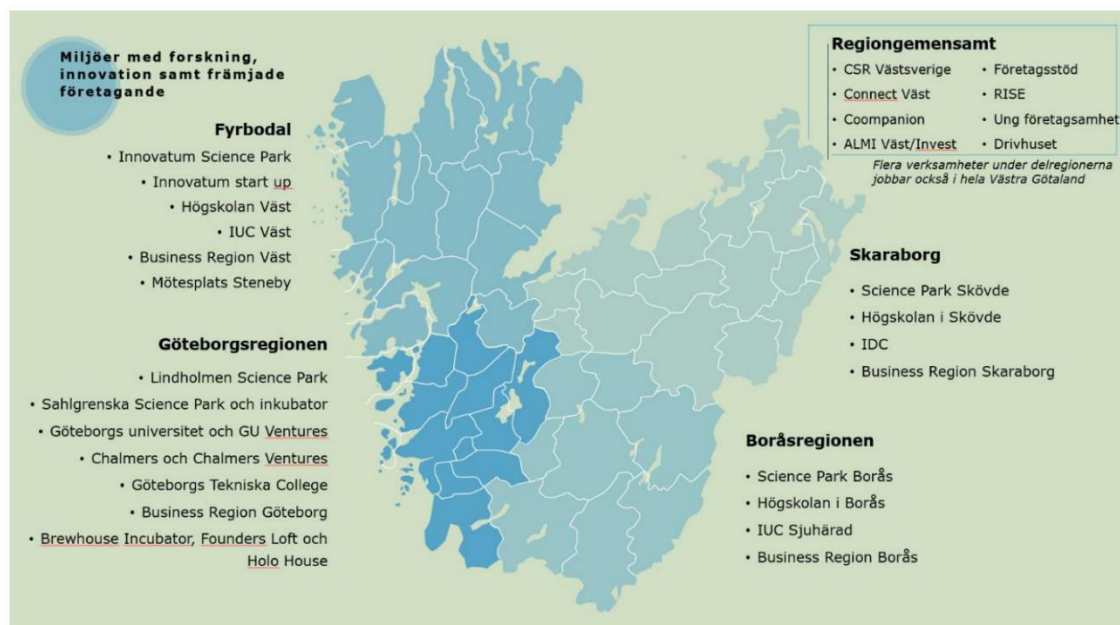 Miljöer med forskning,
innovation samt främjade
företagande
Fyrbodal
• Innovatum Science Park
• Innovatum start up
• Högskolan Väst
• IUC Väst
• Business Region Väst
• Mötesplats Steneby
Göteborgsregionen
• Lindholmen Science Park
• Sahlgrenska Science Park och inkubator
• Göteborgs universitet och GU Ventures
• Chalmers och Chalmers Ventures
• Göteborgs Tekniska College
• Business Region Göteborg
• Brewhouse Incubator, Founders Loft och
Holo House
Regiongemensamt
• CSR Västsverige
• Connect Väst
• Coompanion
• ALMI Väst/Invest
• Företagsstöd
• RISE
• Ung företagsamhet
• Drivhuset
Flera verksamheter under delregionerna
jobbar också i hela Västra Götaland
Skaraborg
• Science Park Skövde
• Högskolan i Skövde
• IDC
• Business Region Skaraborg
Boråsregionen
• Science Park Borås
• Högskolan i Borås
• IUC Sjuhärad
• Business Region Borås